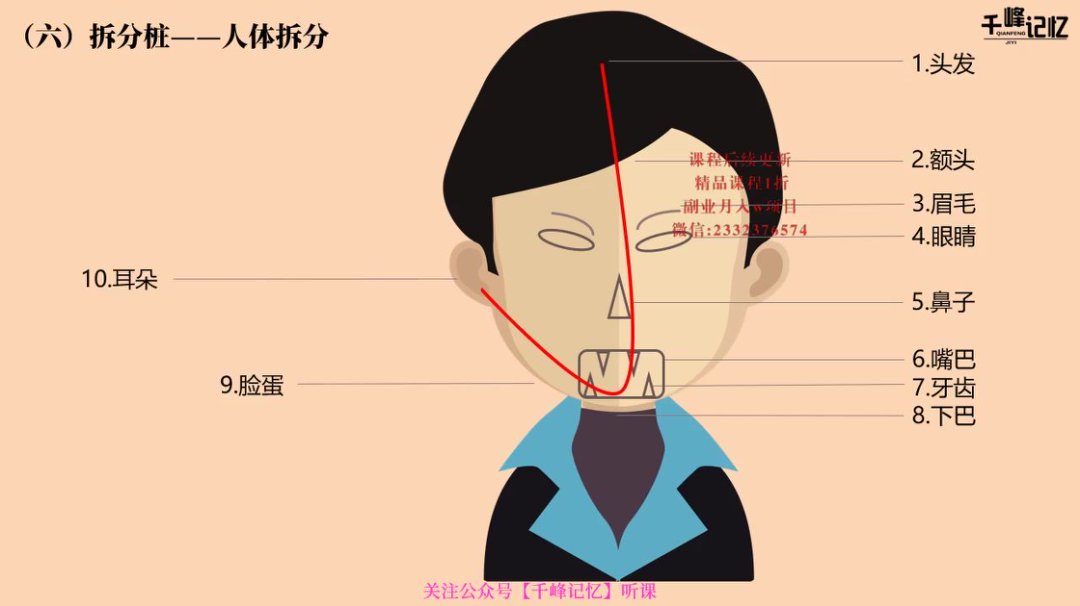 （六）拆分桩——人体拆分
千峰记忆
QIANFENG
JIYI
1.头发
2.额头
课程后续更新
精品课程1折
3.眉毛
副业月入w项目
4.眼睛
微信:2332376574
10.耳朵
5.鼻子
6.嘴巴
9.脸蛋
7.牙齿
8.下巴
关注公众号【千峰记忆】听课